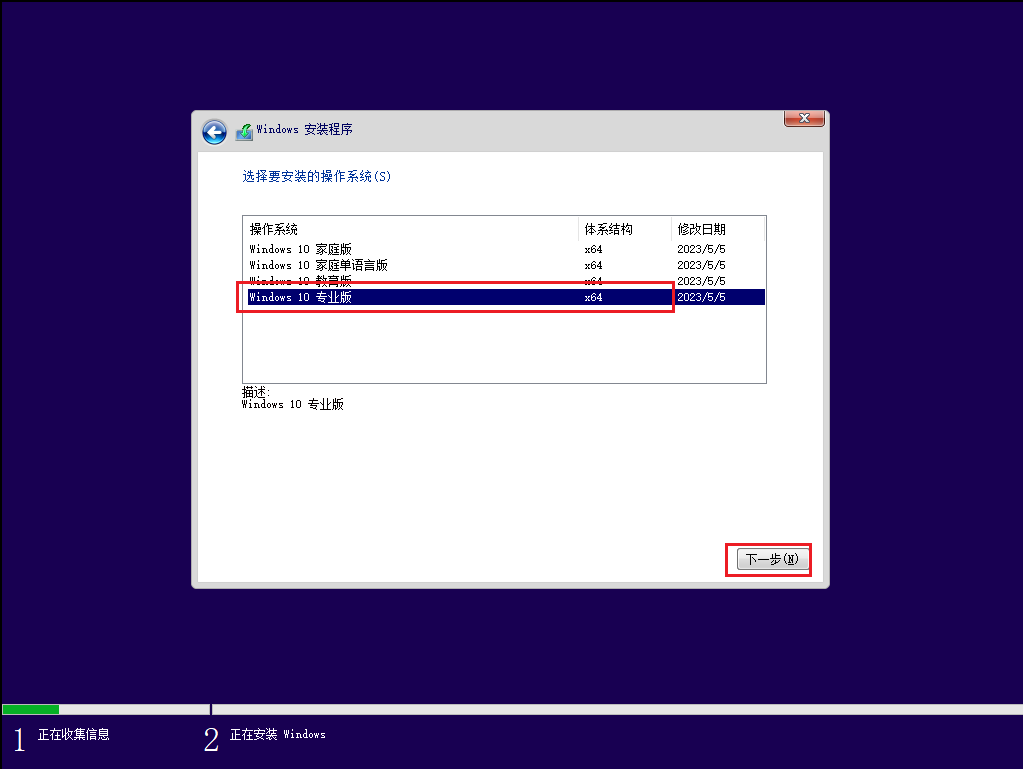 Windows 安装程序
选择要安装的操作系统(S)
操作系统 体系结构 修改日期
Windows 10 家庭版 x64 2023/5/5
Windows 10 家庭单语言版 x64 2023/5/5
Windows 10 教育版 x64 2023/5/5
Windows 10 专业版 x64 2023/5/5
描述:
Windows 10 专业版
下一步(N)
1 正在收集信息 2 正在安装 Windows